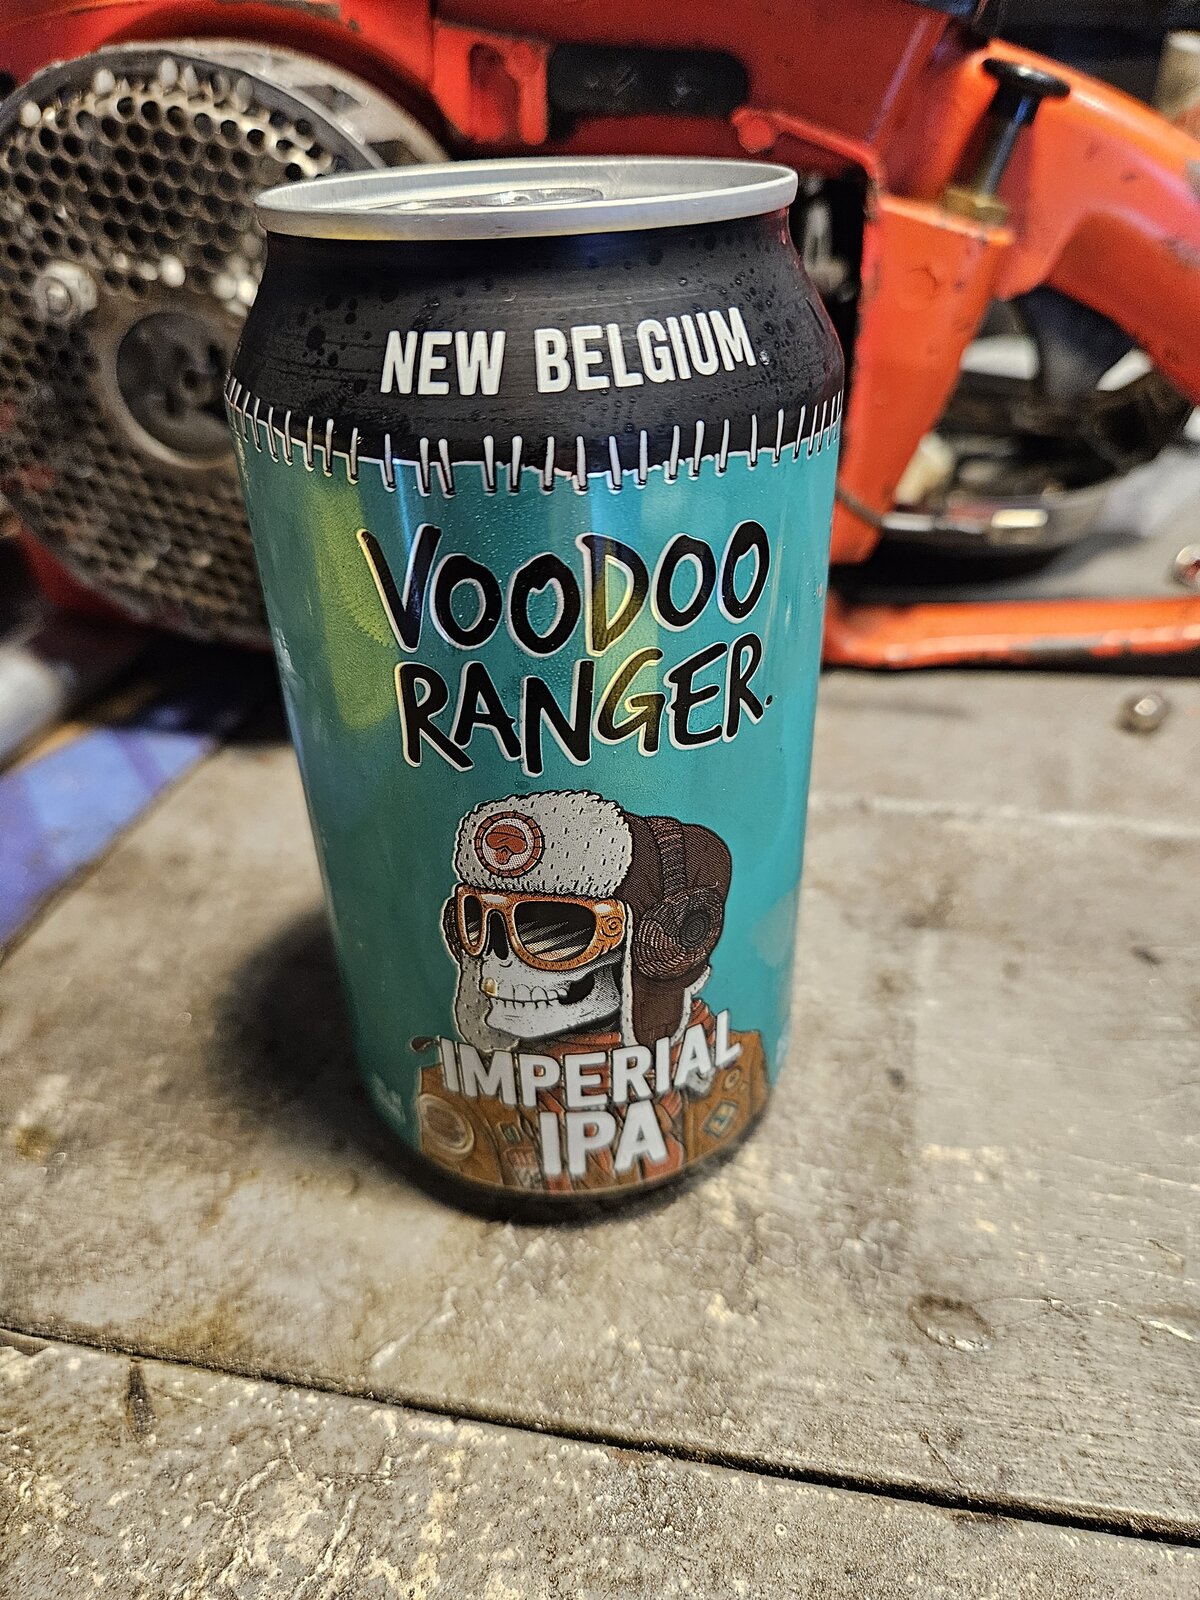 NEW BELGIUM
VOODOO
RANGER.
IMPERIAL
IPA